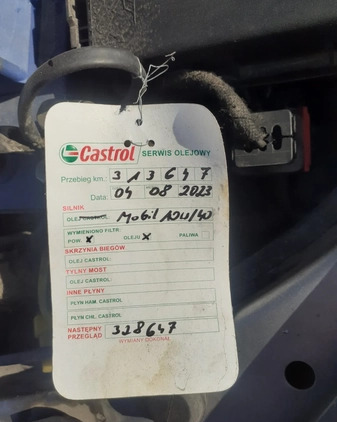 Castrol SERWIS OLEJOWY
Przebieg km. 313647
Data: 04 08 2023
SILNIK
OLEJ CASTROL Mobil 10W/40
WYMIENIONO FILTR:
POW. X OLEJU X PALIWA
SKRZYNIA BIEGÓW
OLEJ CASTROL:
TYLNY MOST
OLEJ CASTROL:
INNE PŁYNY
PŁYN HAM. CASTROL
PŁYN CHŁ. CASTROL:
NASTĘPNY
PRZEGLĄD 328647
WYMIANY DOKONAŁ